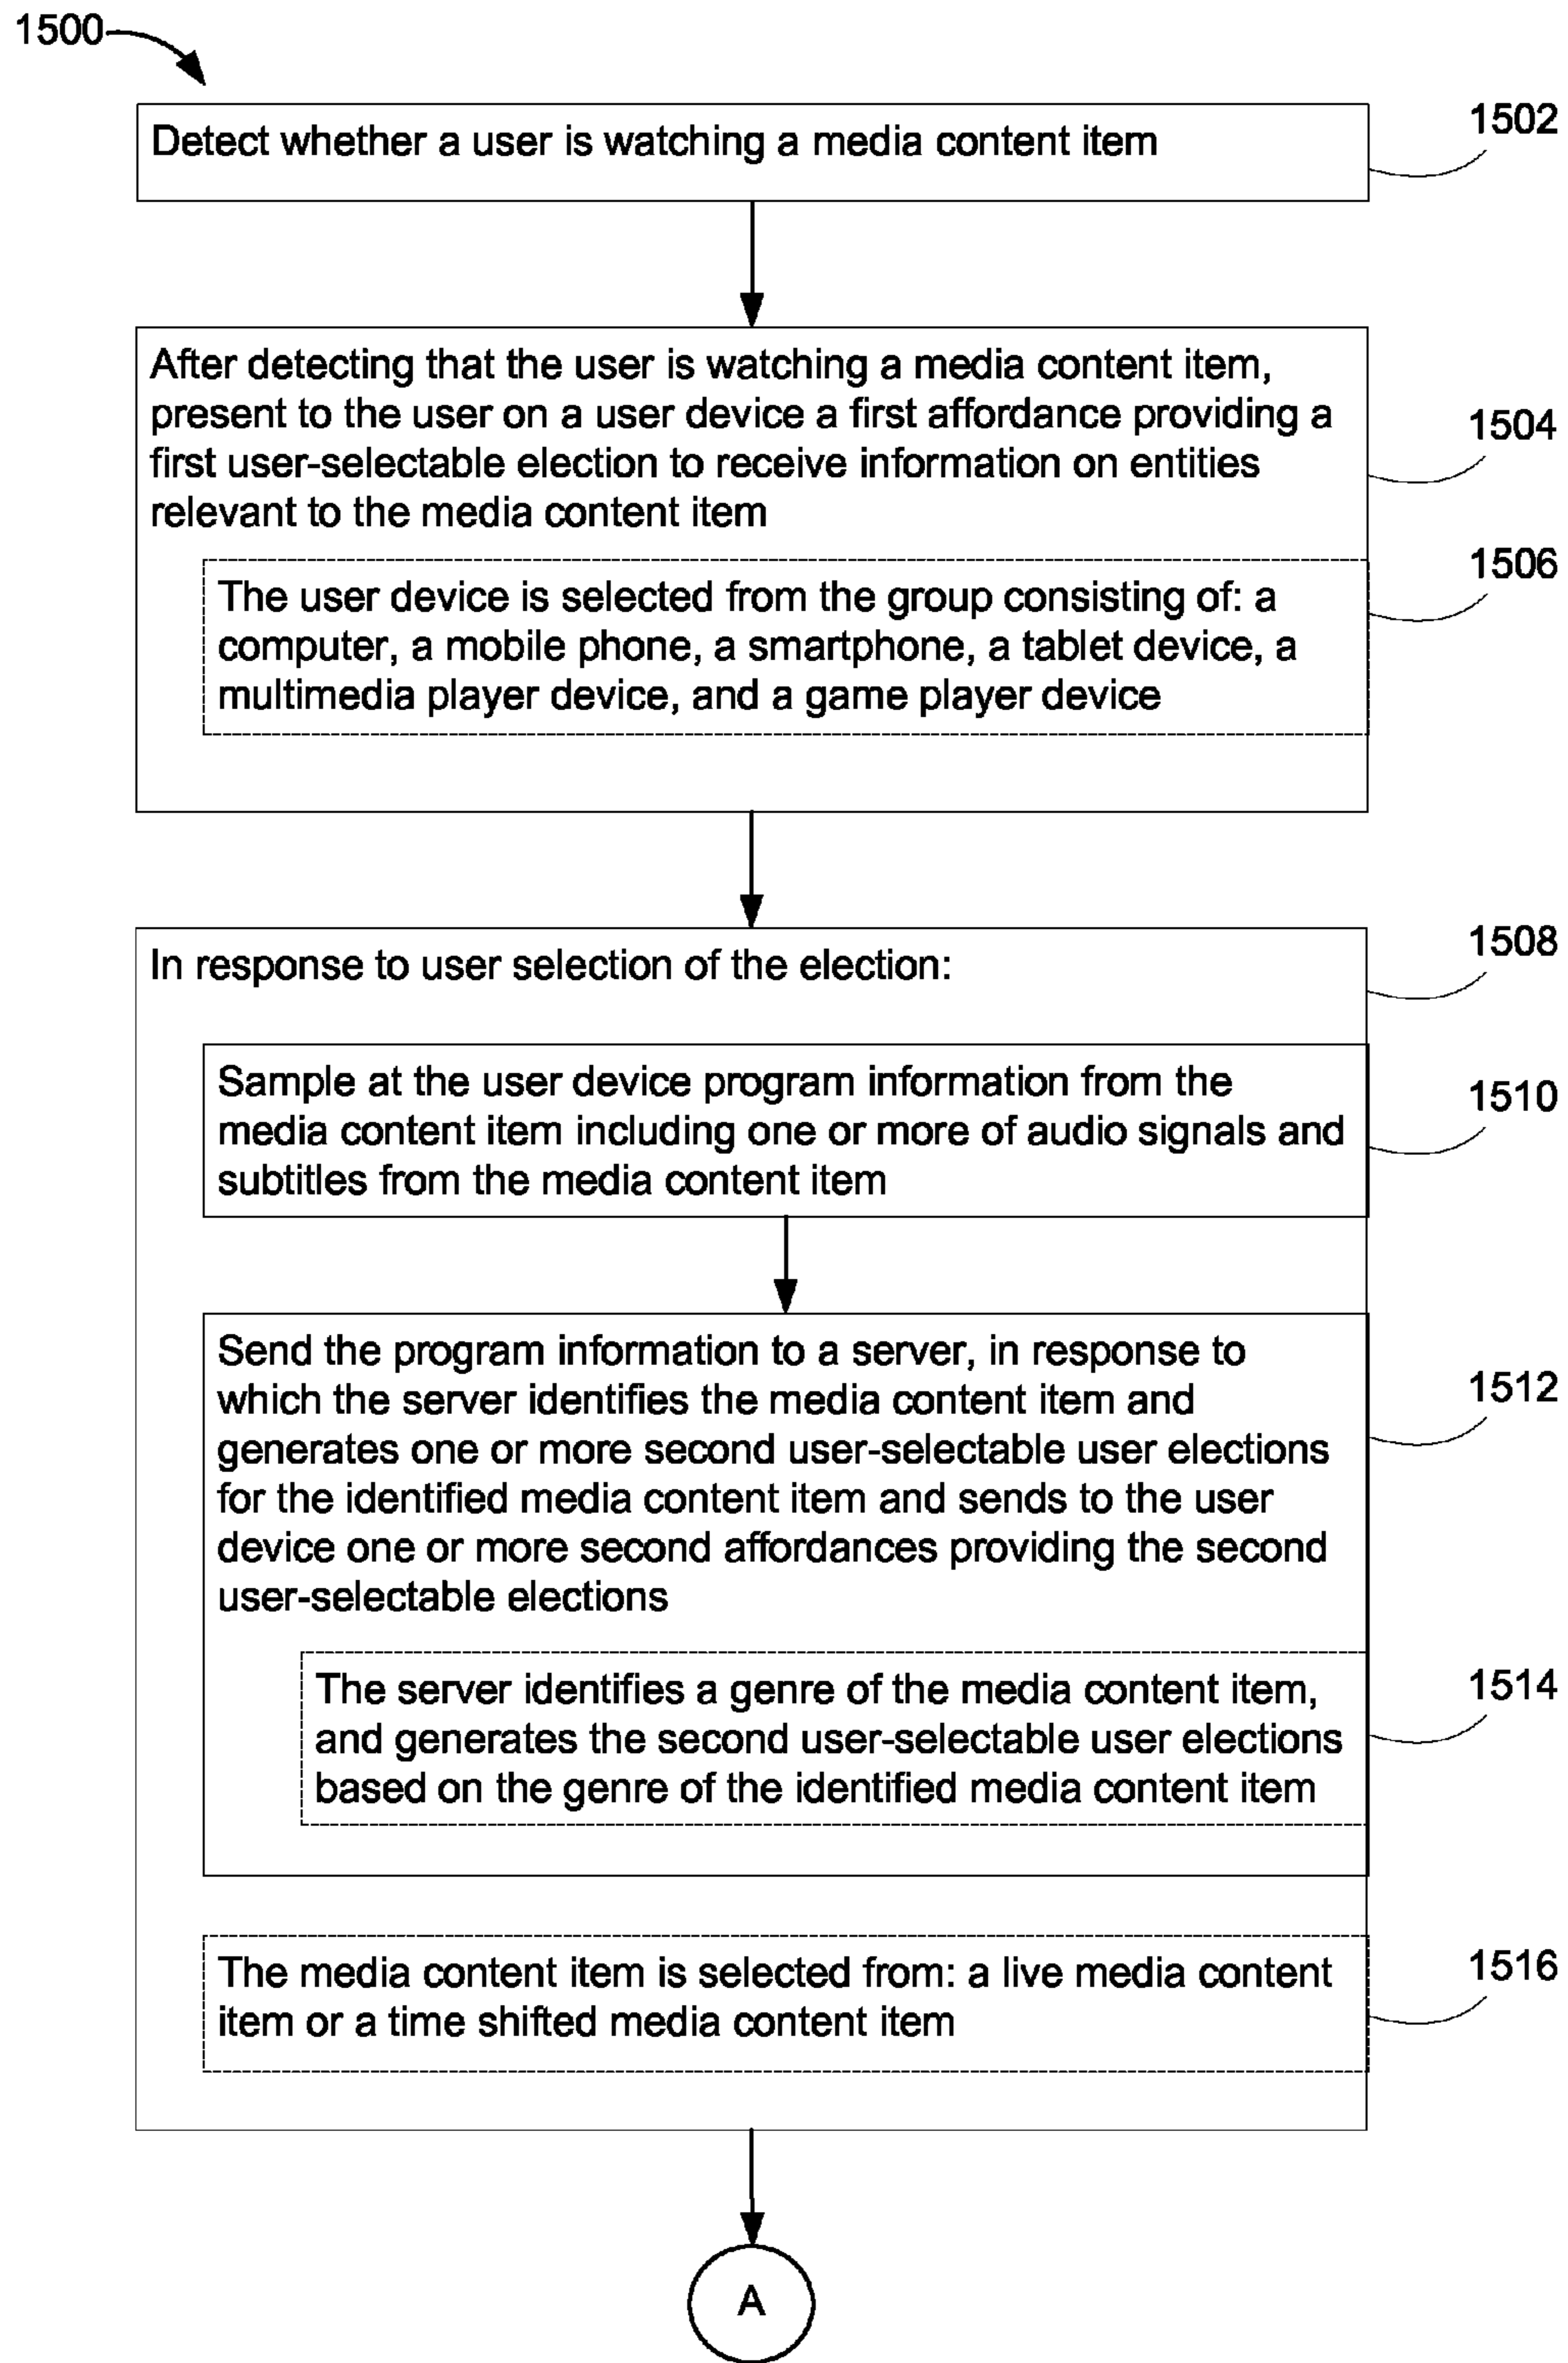 1500
Detect whether a user is watching a media content item
1502
After detecting that the user is watching a media content item,
present to the user on a user device a first affordance providing a
first user-selectable election to receive information on entities
relevant to the media content item
1504
The user device is selected from the group consisting of: a
computer, a mobile phone, a smartphone, a tablet device, a
multimedia player device, and a game player device
1506
In response to user selection of the election:
1508
Sample at the user device program information from the
media content item including one or more of audio signals and
subtitles from the media content item
1510
Send the program information to a server, in response to
which the server identifies the media content item and
generates one or more second user-selectable user elections
for the identified media content item and sends to the user
device one or more second affordances providing the second
user-selectable elections
1512
The server identifies a genre of the media content item,
and generates the second user-selectable user elections
based on the genre of the identified media content item
1514
The media content item is selected from: a live media content
item or a time shifted media content item
1516
A